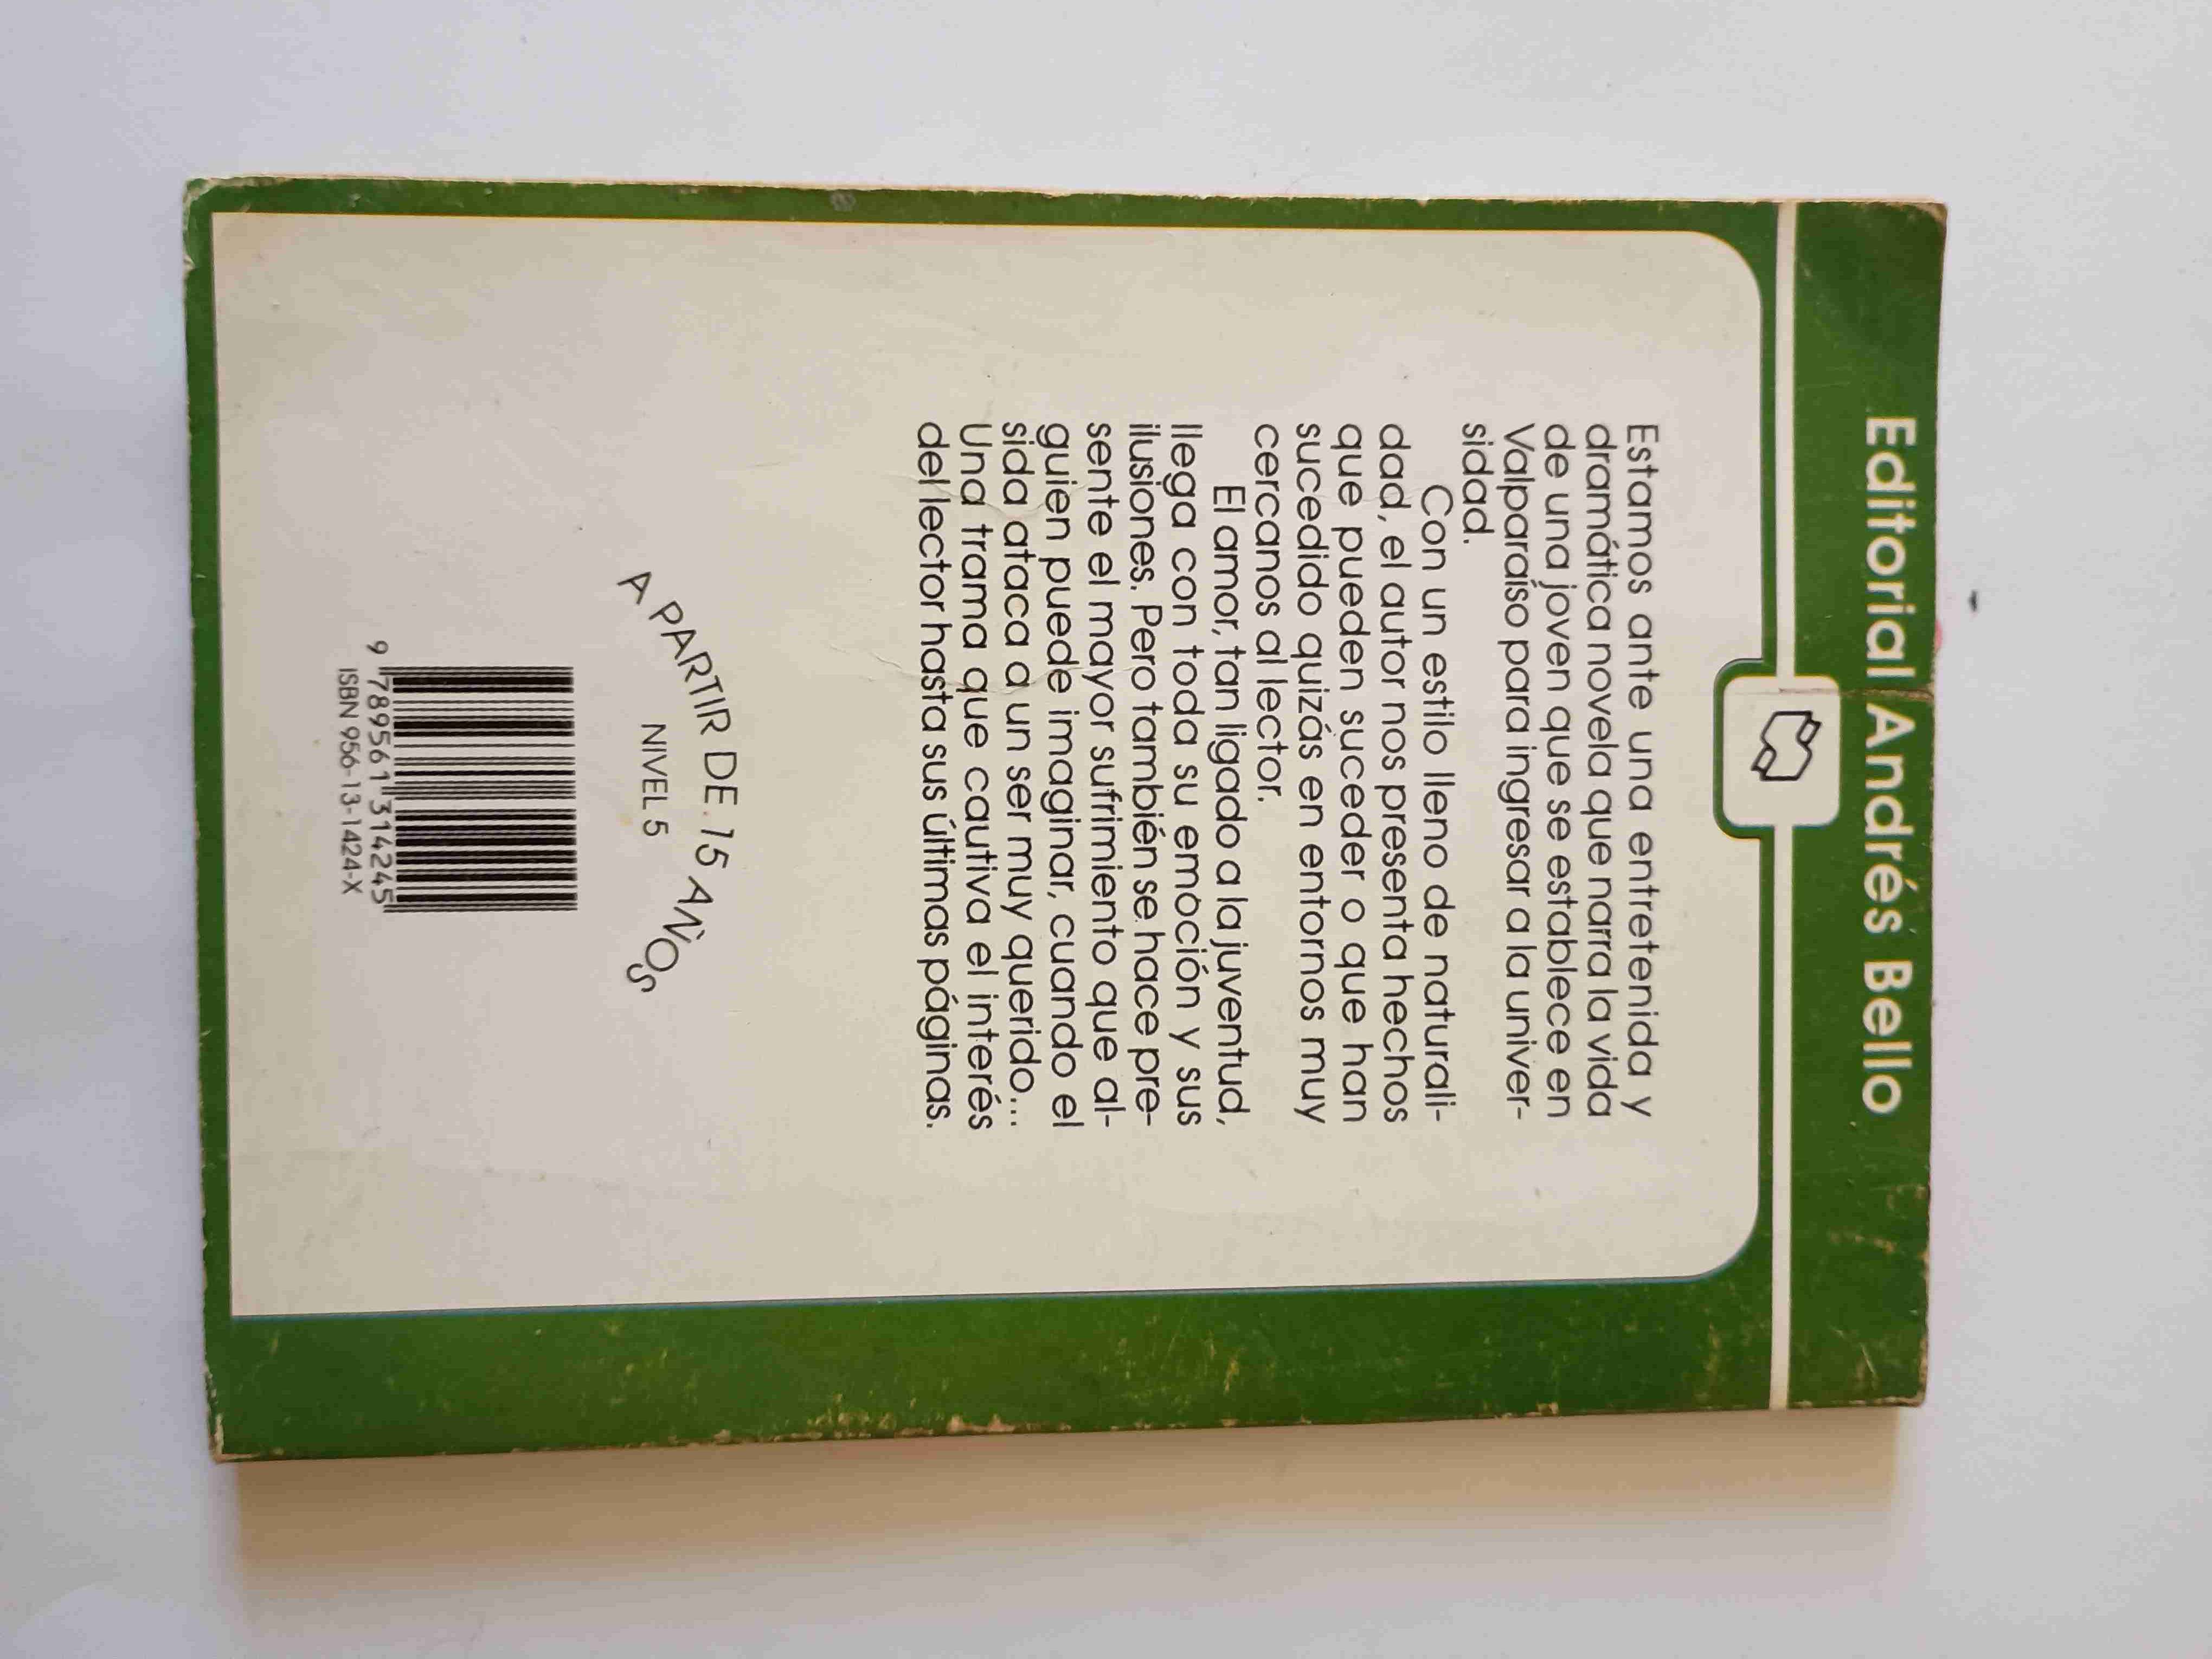 Editorial Andrés Bello
Estamos ante una entretenida y
dramática novela que narra la vida
de una joven que se establece en
Valparaíso para ingresar a la univer-
sidad.
Con un estilo lleno de naturali-
dad, el autor nos presenta hechos
que pueden suceder o que han
sucedido quizás en entornos muy
cercanos al lector.
El amor, tan ligado a la juventud,
llega con toda su emoción y sus
ilusiones. Pero también se hace pre-
sente el mayor sufrimiento que al-
guien puede imaginar, cuando el
sida ataca a un ser muy querido...
Una trama que cautiva el interés
del lector hasta sus últimas páginas.
A PARTIR DE 15 AÑOS
NIVEL 5
9 789561 314245
ISBN 956-13-1424-X